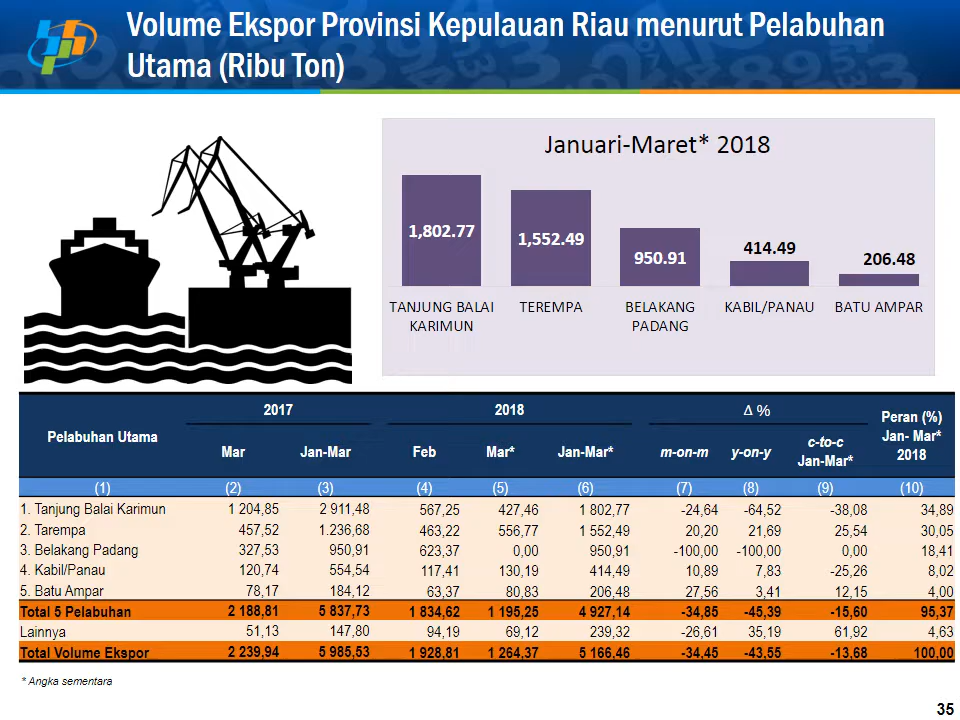 Volume Ekspor Provinsi Kepulauan Riau menurut Pelabuhan
Utama (Ribu Ton)
Januari-Maret* 2018
1,802.77
1,552.49
950.91
414.49
206.48
TANJUNG BALAI KARIMUN
TEREMPA
BELAKANG PADANG
KABIL/PANAU
BATU AMPAR
Pelabuhan Utama 2017 2018 Δ % Peran (%) Jan- Mar* 2018
Mar Jan-Mar Feb Mar* Jan-Mar* m-on-m y-on-y c-to-c Jan-Mar*
(1) (2) (3) (4) (5) (6) (7) (8) (9) (10)
1. Tanjung Balai Karimun 1 204,85 2 911,48 567,25 427,46 1 802,77 -24,64 -64,52 -38,08 34,89
2. Tarempa 457,52 1.236,68 463,22 556,77 1 552,49 20,20 21,69 25,54 30,05
3. Belakang Padang 327,53 950,91 623,37 0,00 950,91 -100,00 -100,00 0,00 18,41
4. Kabil/Panau 120,74 554,54 117,41 130,19 414,49 10,89 7,83 -25,26 8,02
5. Batu Ampar 78,17 184,12 63,37 80,83 206,48 27,56 3,41 12,15 4,00
Total 5 Pelabuhan 2 188,81 5 837,73 1 834,62 1 195,25 4 927,14 -34,85 -45,39 -15,60 95,37
Lainnya 51,13 147,80 94,19 69,12 239,32 -26,61 35,19 61,92 4,63
Total Volume Ekspor 2 239,94 5 985,53 1 928,81 1 264,37 5 166,46 -34,45 -43,55 -13,68 100,00
* Angka sementara
35